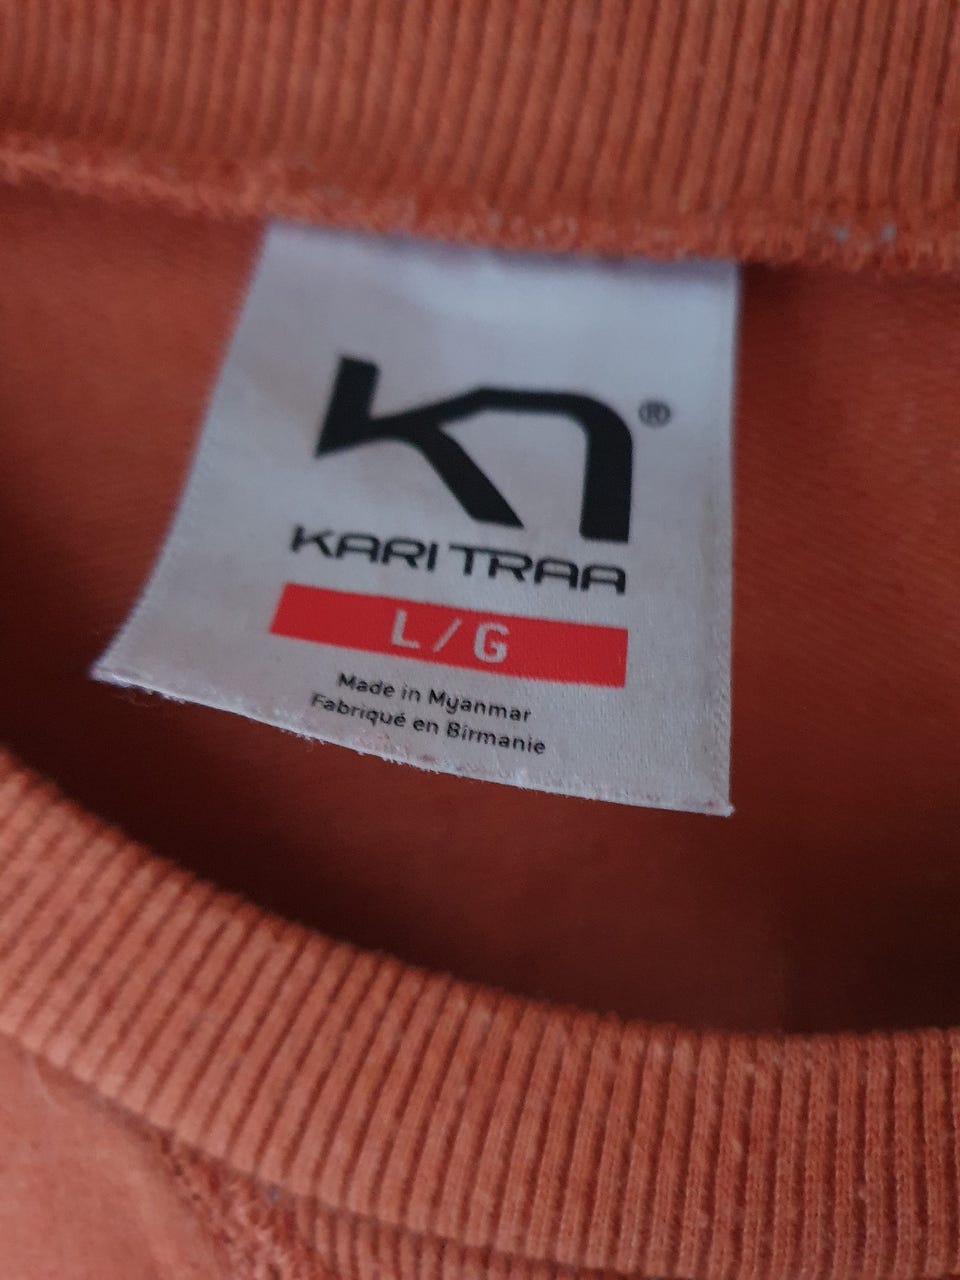 ®
KARI TRAA
L/G
Made in Myanmar
Fabriqué en Birmanie